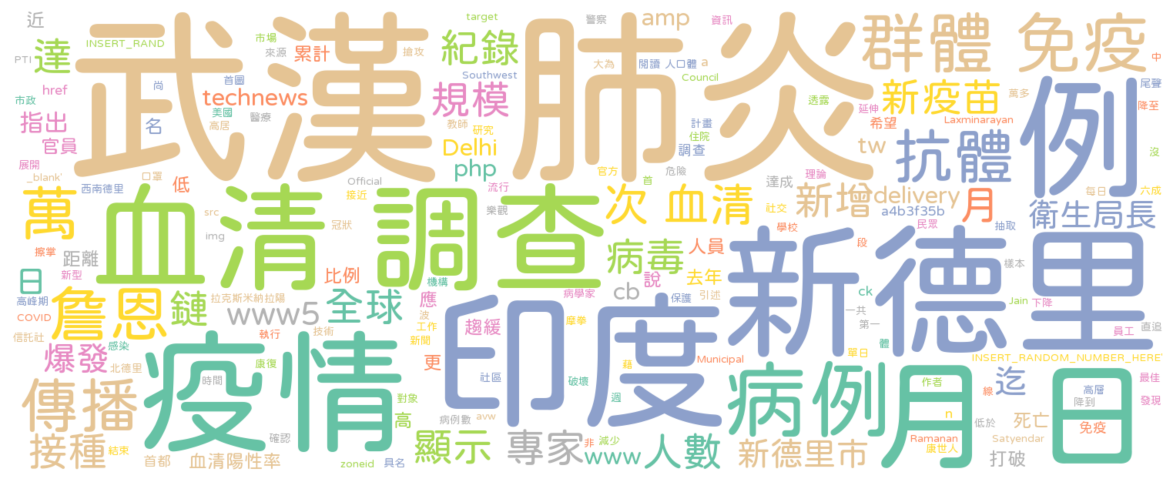 近
target
警察
amp
資訊
PTI
達
INSERT_RAND
市場
來源
累計
搶攻
武漢肺炎
紀錄
Southwest
大為
閱讀
人口體
a
Council
群體
免疫
中
尾聲
市政
href
尚
首圖
technews
美國
高居
醫療
規模
教師
研究
透露
延伸
新疫苗
萬多
降至
例
指出
官員
名
Delhi
計畫
住院
希望
Laxminarayan
展開
_blank'
西南德里
口罩
低
Official
接近
php
官方
首
危險
調查
tw
理論
抗體
沒
萬
血清
調查
src
img
冠狀
流行
樂觀
次
血清
達成
社交
新增
delivery
a4b3f35b
民眾
學校
月
抽取
每日
六成
衛生局長
擦掌
距離
日
新型
高峰期
COVID
信託社
詹恩
感染
北德里
鏈
拉克斯米納拉陽
www5
比例
執行
技術
全球
機構
波
工作
新聞
應
病毒
人員
說
病學家
cb
引述
去年
保護
趨緩
摩拳
段
ck
一共
第一
新德里
樣本
Jain
下降
員工
直追
爆發
康復
時間
疫情
更
社區
印度
破壞
藉
Municipal
體
單日
INSERT_RANDOM_NUMBER_HERE
傳播
對象
高
病例數
avw
週
病例
作者
n
月
日
線
迄
高層
降到
最佳
發現
接種
結束
首都
血清陽性率
確認
zoneid
具名
顯示
專家
非
減少
www
人數
新德里市
Ramanan
康世人
低於
Satyendar
死亡
打破
免疫